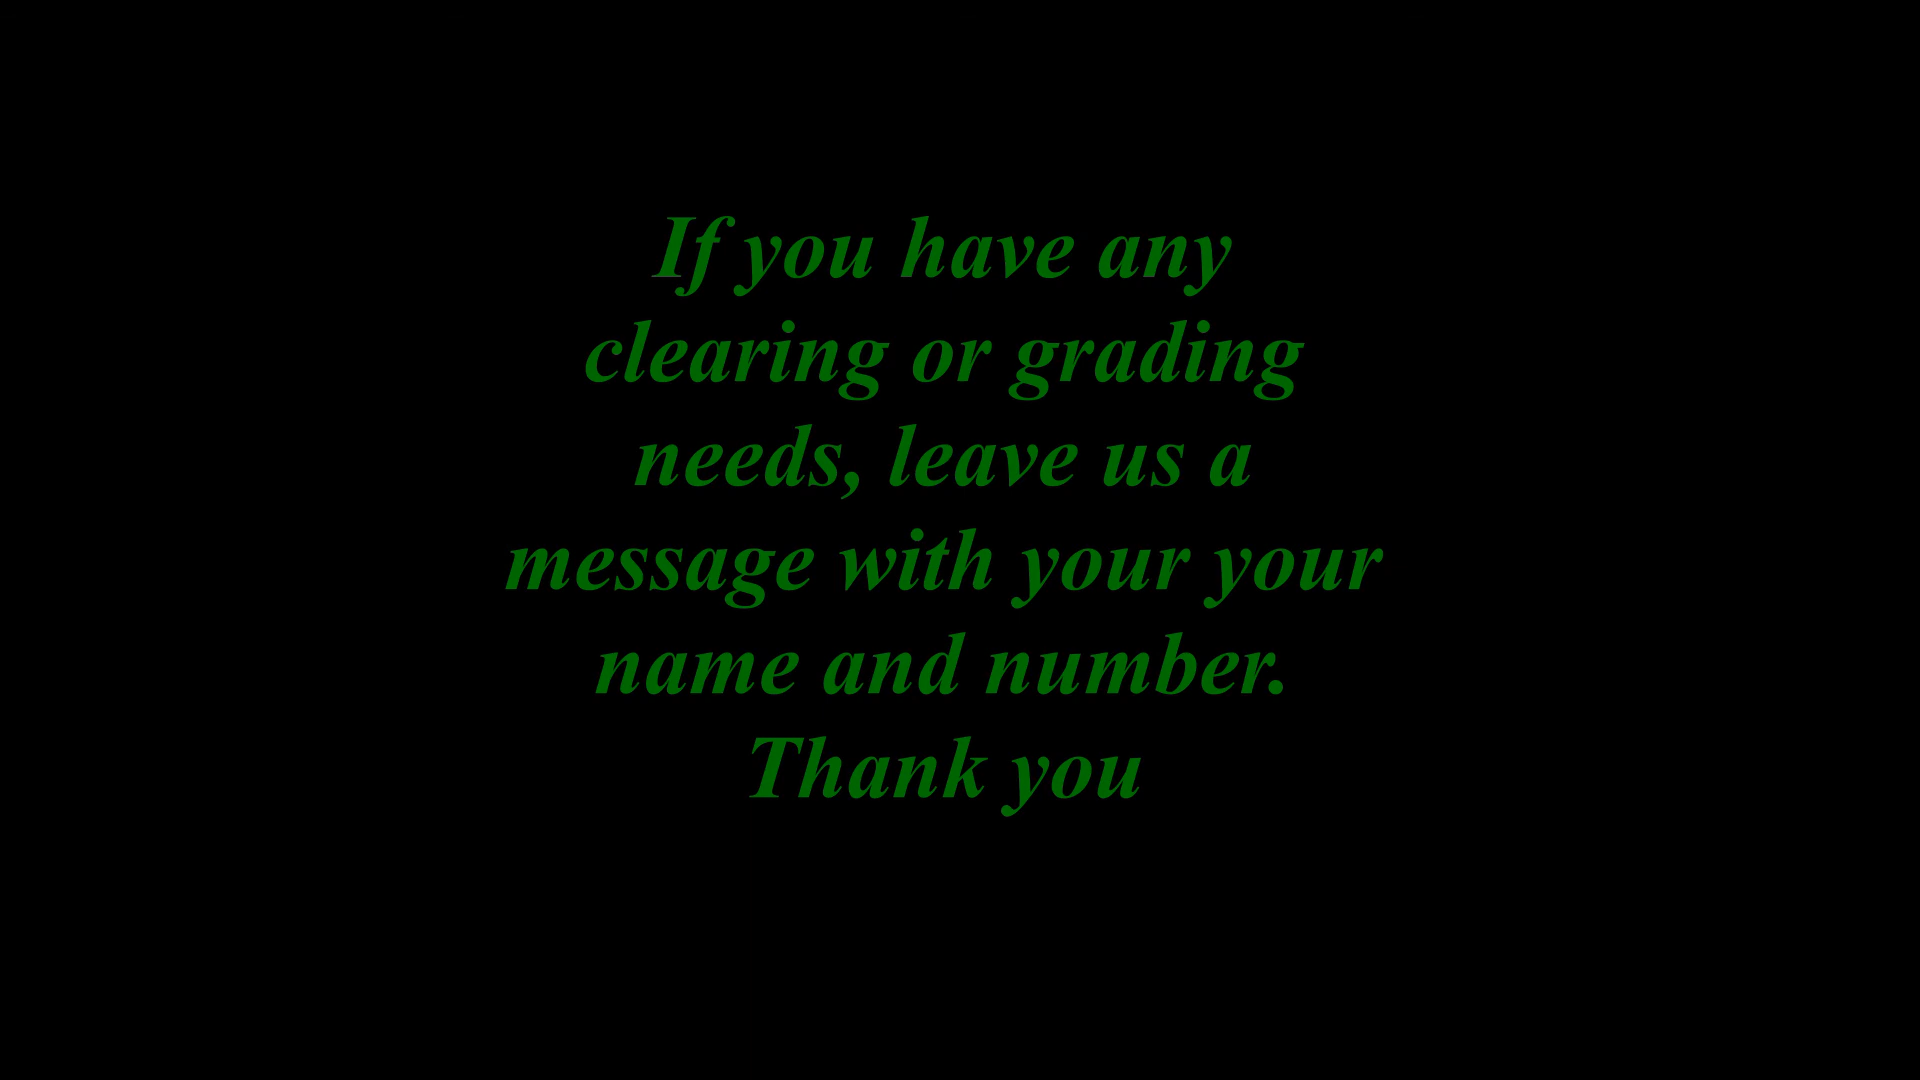 If you have any
clearing or grading
needs, leave us a
message with your your
name and number.
Thank you